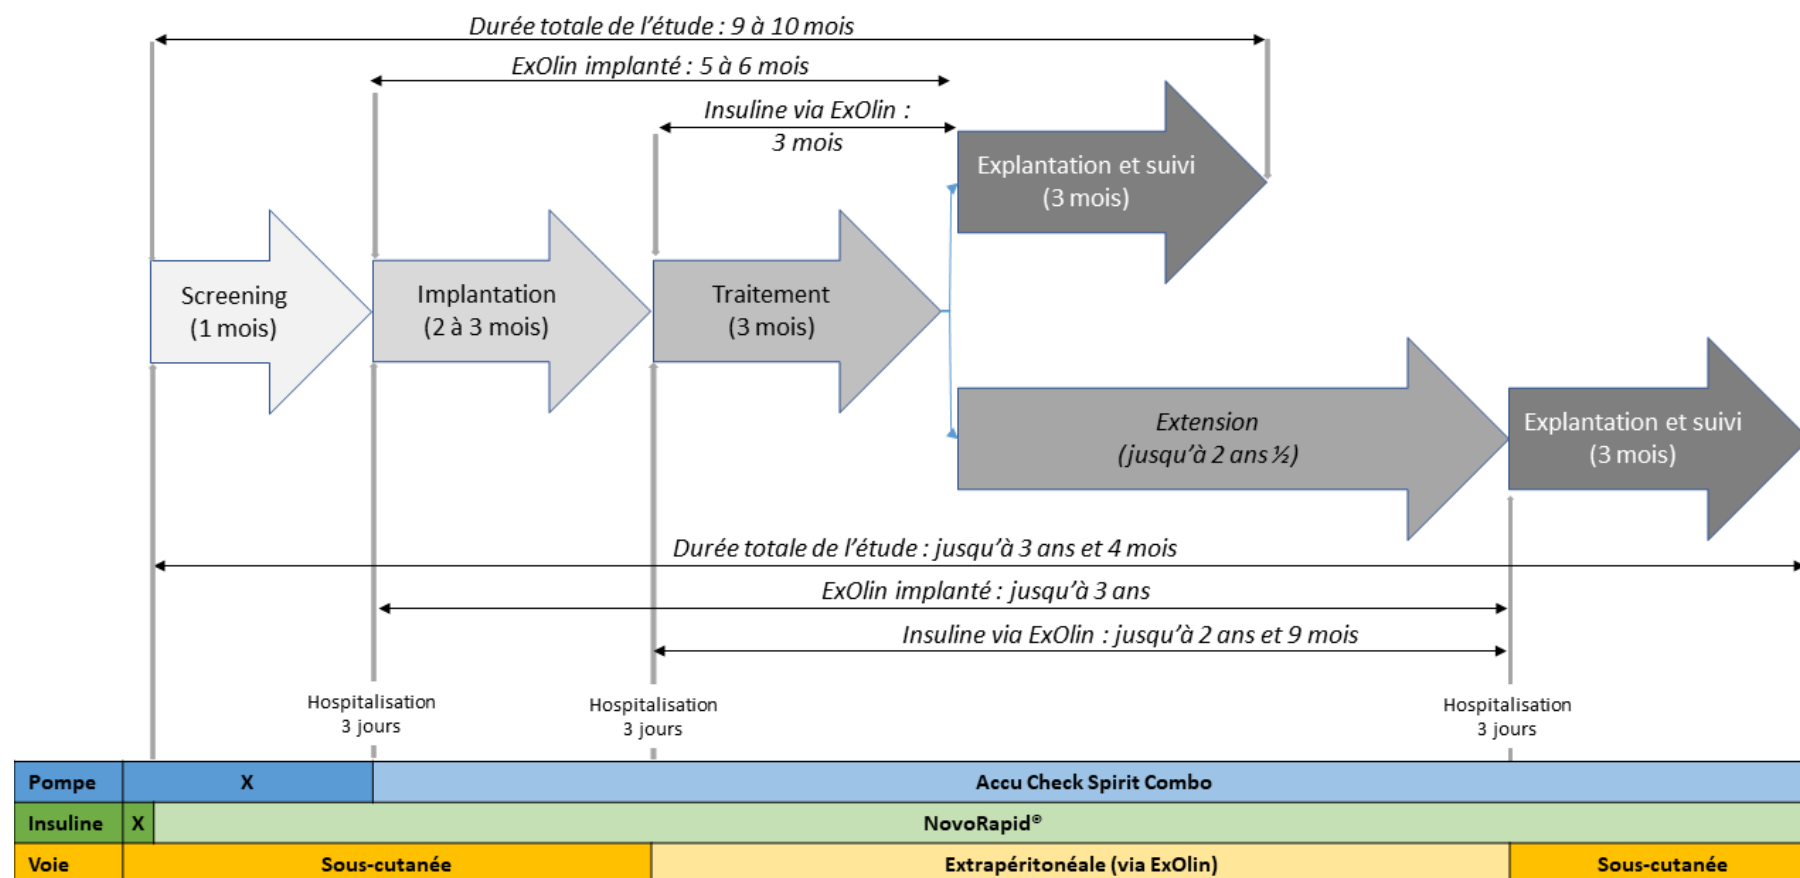 Durée totale de l'étude : 9 à 10 mois
ExOlin implanté : 5 à 6 mois
Insuline via ExOlin :
3 mois
Explantation et suivi
(3 mois)
Screening
(1 mois)
Implantation
(2 à 3 mois)
Traitement
(3 mois)
Extension
(jusqu'à 2 ans ½)
Explantation et suivi
(3 mois)
Durée totale de l'étude : jusqu'à 3 ans et 4 mois
ExOlin implanté : jusqu'à 3 ans
Insuline via ExOlin : jusqu'à 2 ans et 9 mois
Hospitalisation
3 jours
Hospitalisation
3 jours
Hospitalisation
3 jours
Pompe X Accu Check Spirit Combo
Insuline X NovoRapid®
Voie Sous-cutanée Extrapéritonéale (via ExOlin) Sous-cutanée